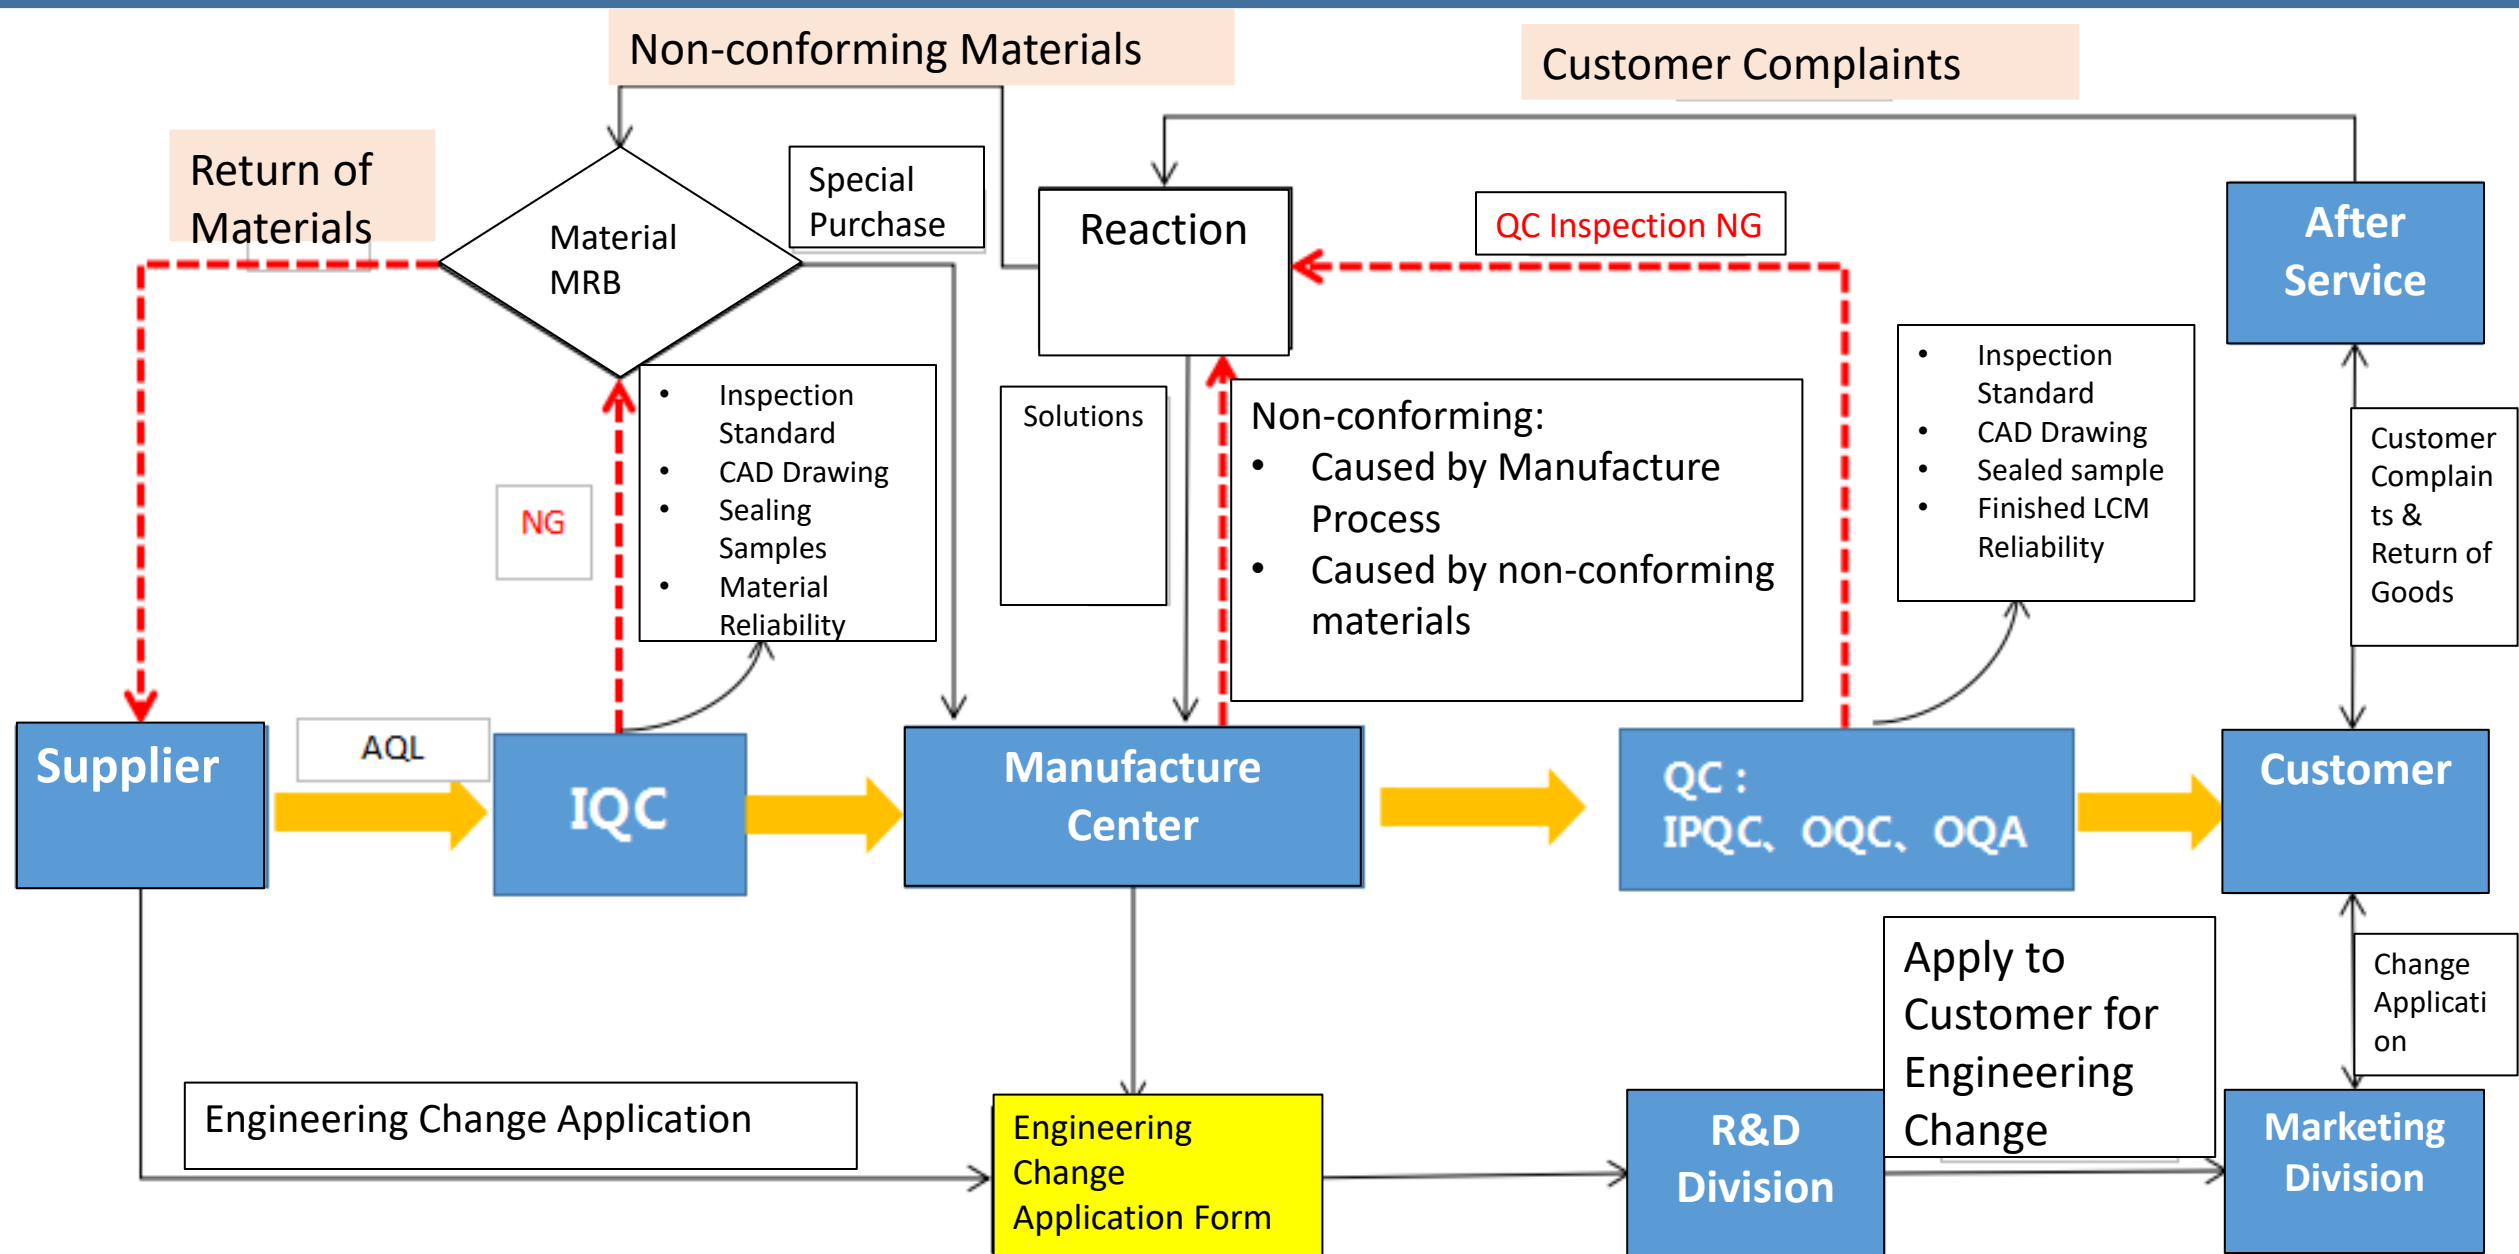 Non-conforming Materials
Customer Complaints
Return of
Materials
Material
MRB
Special
Purchase
Reaction
QC Inspection NG
After
Service
NG
• Inspection
Standard
• CAD Drawing
• Sealing
Samples
• Material
Reliability
Solutions
Non-conforming:
• Caused by Manufacture
Process
• Caused by non-conforming
materials
• Inspection
Standard
• CAD Drawing
• Sealed sample
• Finished LCM
Reliability
Customer
Complain
ts &
Return of
Goods
Supplier
AQL
IQC
Manufacture
Center
QC：
IPQC、OQC、OQA
Customer
Engineering Change Application
Engineering
Change
Application Form
R&D
Division
Apply to
Customer for
Engineering
Change
Change
Applicati
on
Marketing
Division